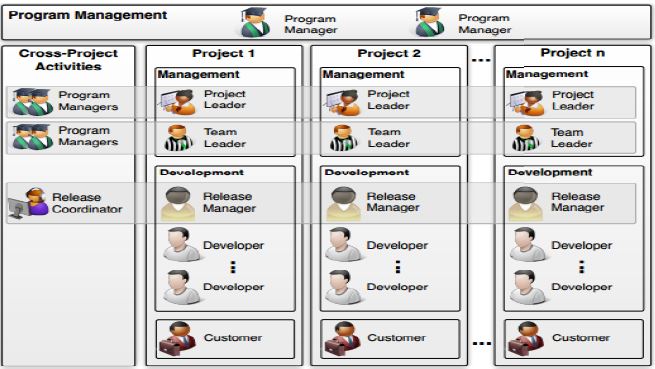 Program Management
Program
Manager
Program
Manager
Cross-Project
Activities
Program
Managers
Program
Managers
Release
Coordinator
Project 1
Management
Project
Leader
Team
Leader
Development
Release
Manager
Developer
Developer
Customer
Project 2
Management
Project
Leader
Team
Leader
Development
Release
Manager
Developer
Developer
Customer
...
...
Project n
Management
Project
Leader
Team
Leader
Development
Release
Manager
Developer
Developer
Customer